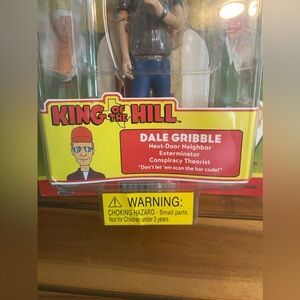 KING OF THE HILL
DALE GRIBBLE
Next-Door Neighbor
Exterminator
Conspiracy Theorist
"Don't let 'em scan the bar code!"
WARNING:
CHOKING HAZARD - Small parts.
Not for Children under 3 years.